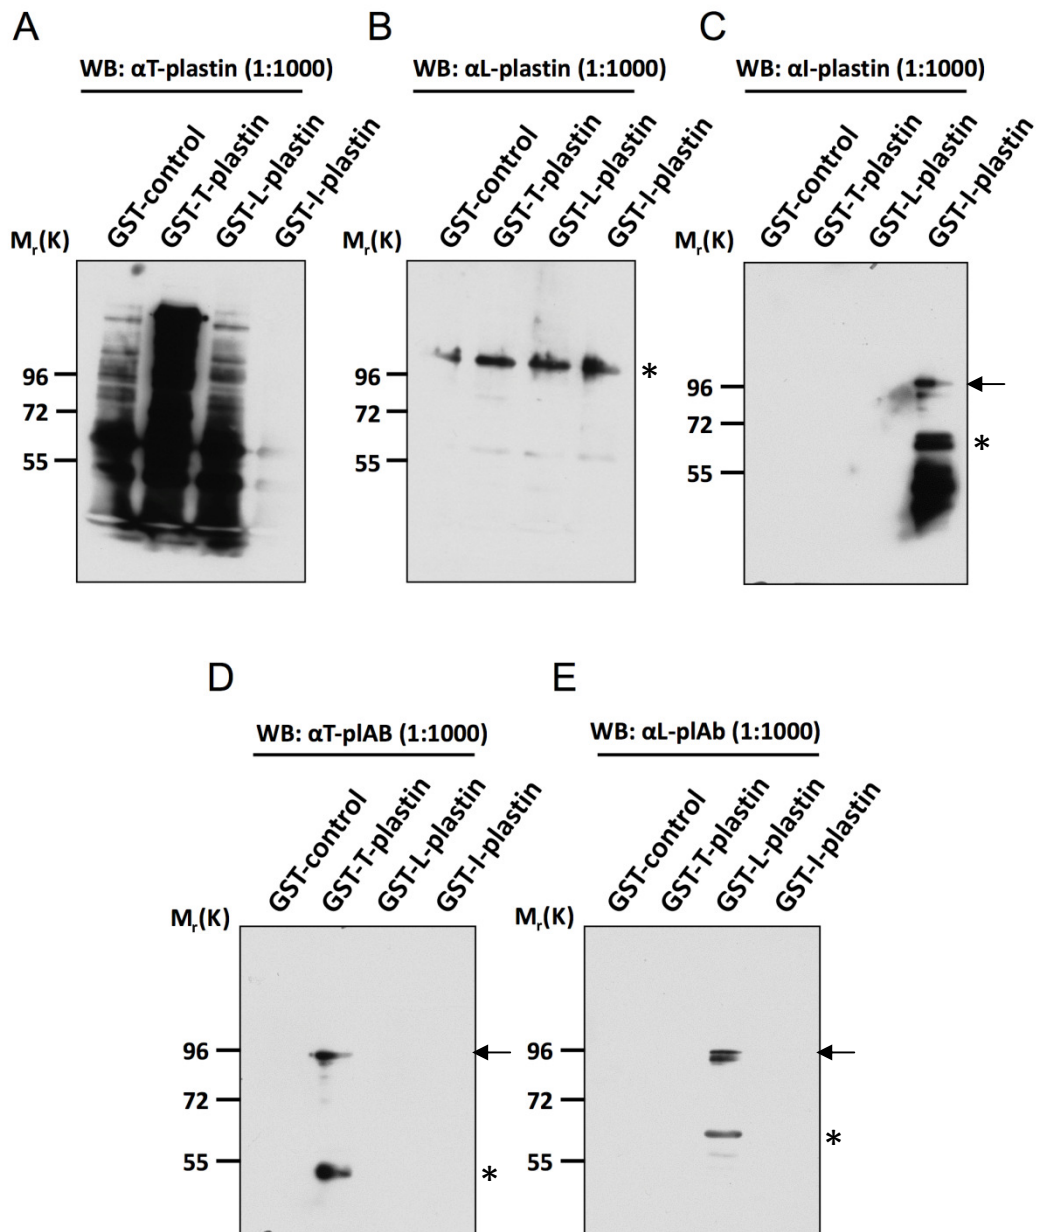 A
B
C
WB: αT-plastin (1:1000)
WB: αL-plastin (1:1000)
WB: αI-plastin (1:1000)
GST-control
GST-T-plastin
GST-L-plastin
GST-I-plastin
GST-control
GST-T-plastin
GST-L-plastin
GST-I-plastin
GST-control
GST-T-plastin
GST-L-plastin
GST-I-plastin
Mr(K)
Mr(K)
Mr(K)
96
72
55
96
72
55
*
96
72
55
*
D
E
WB: αT-plAB (1:1000)
WB: αL-plAb (1:1000)
GST-control
GST-T-plastin
GST-L-plastin
GST-I-plastin
GST-control
GST-T-plastin
GST-L-plastin
GST-I-plastin
Mr(K)
Mr(K)
96
72
55
*
96
72
55
*